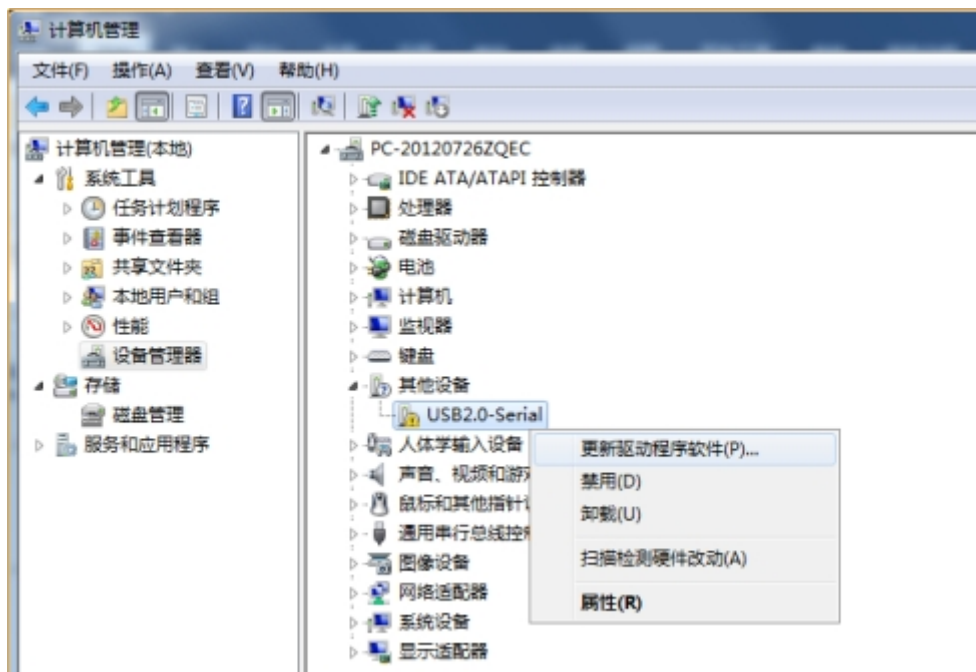 计算机管理
文件(F) 操作(A) 查看(V) 帮助(H)
计算机管理(本地)
系统工具
任务计划程序
事件查看器
共享文件夹
本地用户和组
性能
设备管理器
存储
磁盘管理
服务和应用程序
PC-20120726ZQEC
IDE ATA/ATAPI 控制器
处理器
磁盘驱动器
电池
计算机
监视器
键盘
其他设备
USB2.0-Serial
人体学输入设备
声音、视频和游
鼠标和其他指针
通用串行总线控
图像设备
网络适配器
系统设备
显示适配器
更新驱动程序软件(P)...
禁用(D)
卸载(U)
扫描检测硬件改动(A)
属性(R)